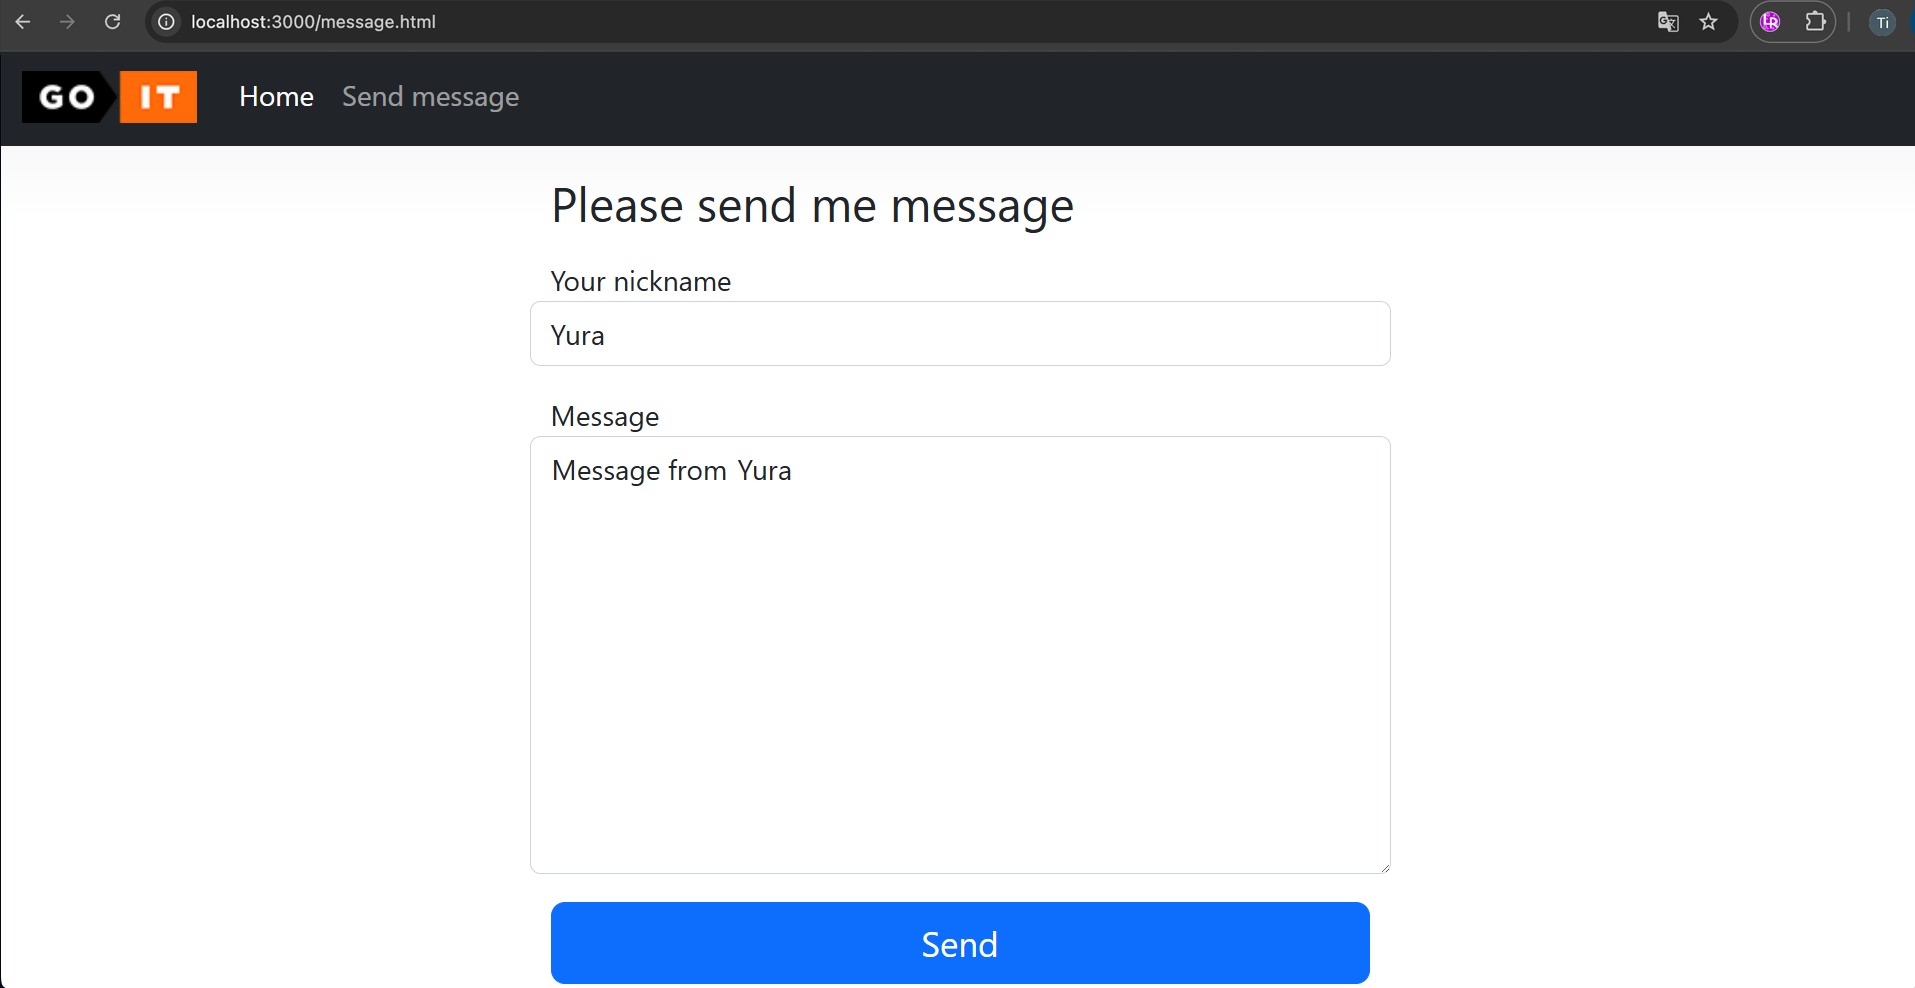 localhost:3000/message.html
LR
Ti
GO IT
Home
Send message
Please send me message
Your nickname
Yura
Message
Message from Yura
Send